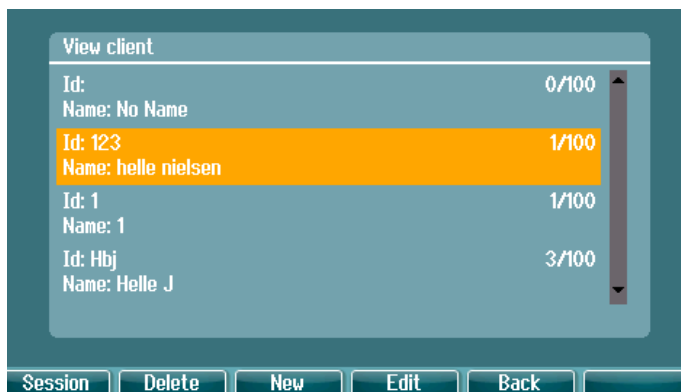 View client
Id: 0/100
Name: No Name
Id: 123 1/100
Name: helle nielsen
Id: 1 1/100
Name: 1
Id: Hbj 3/100
Name: Helle J
Session Delete New Edit Back